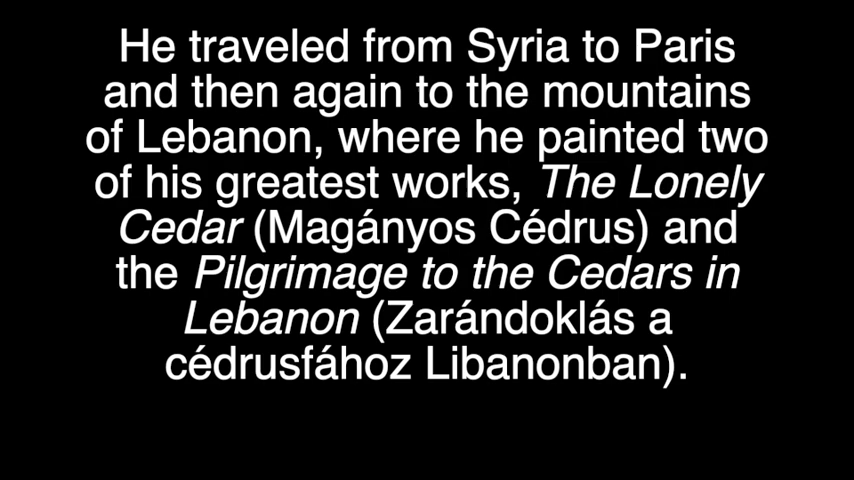 He traveled from Syria to Paris
and then again to the mountains
of Lebanon, where he painted two
of his greatest works, The Lonely
Cedar (Magányos Cédrus) and
the Pilgrimage to the Cedars in
Lebanon (Zarándoklás a
cédrusfához Libanonban).